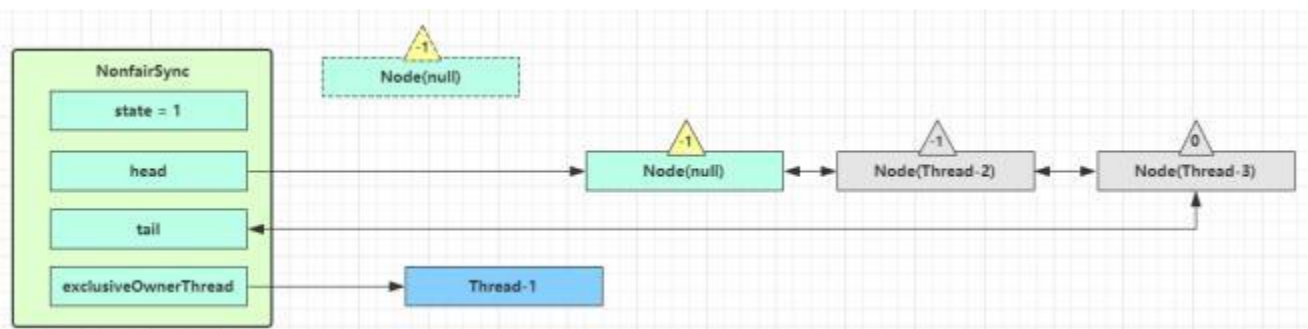 -1
Node(null)
NonfairSync
state = 1
head
tail
exclusiveOwnerThread
-1
Node(null)
-1
Node(Thread-2)
0
Node(Thread-3)
Thread-1